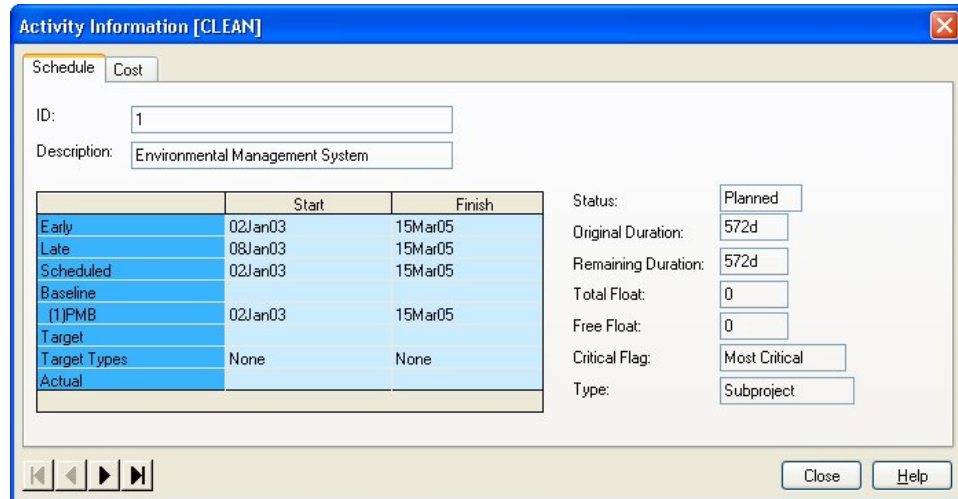 Activity Information [CLEAN]
Schedule Cost
ID: 1
Description: Environmental Management System
Start Finish
Early 02Jan03 15Mar05
Late 08Jan03 15Mar05
Scheduled 02Jan03 15Mar05
Baseline
(1)PMB 02Jan03 15Mar05
Target
Target Types None None
Actual
Status: Planned
Original Duration: 572d
Remaining Duration: 572d
Total Float: 0
Free Float: 0
Critical Flag: Most Critical
Type: Subproject
Close Help